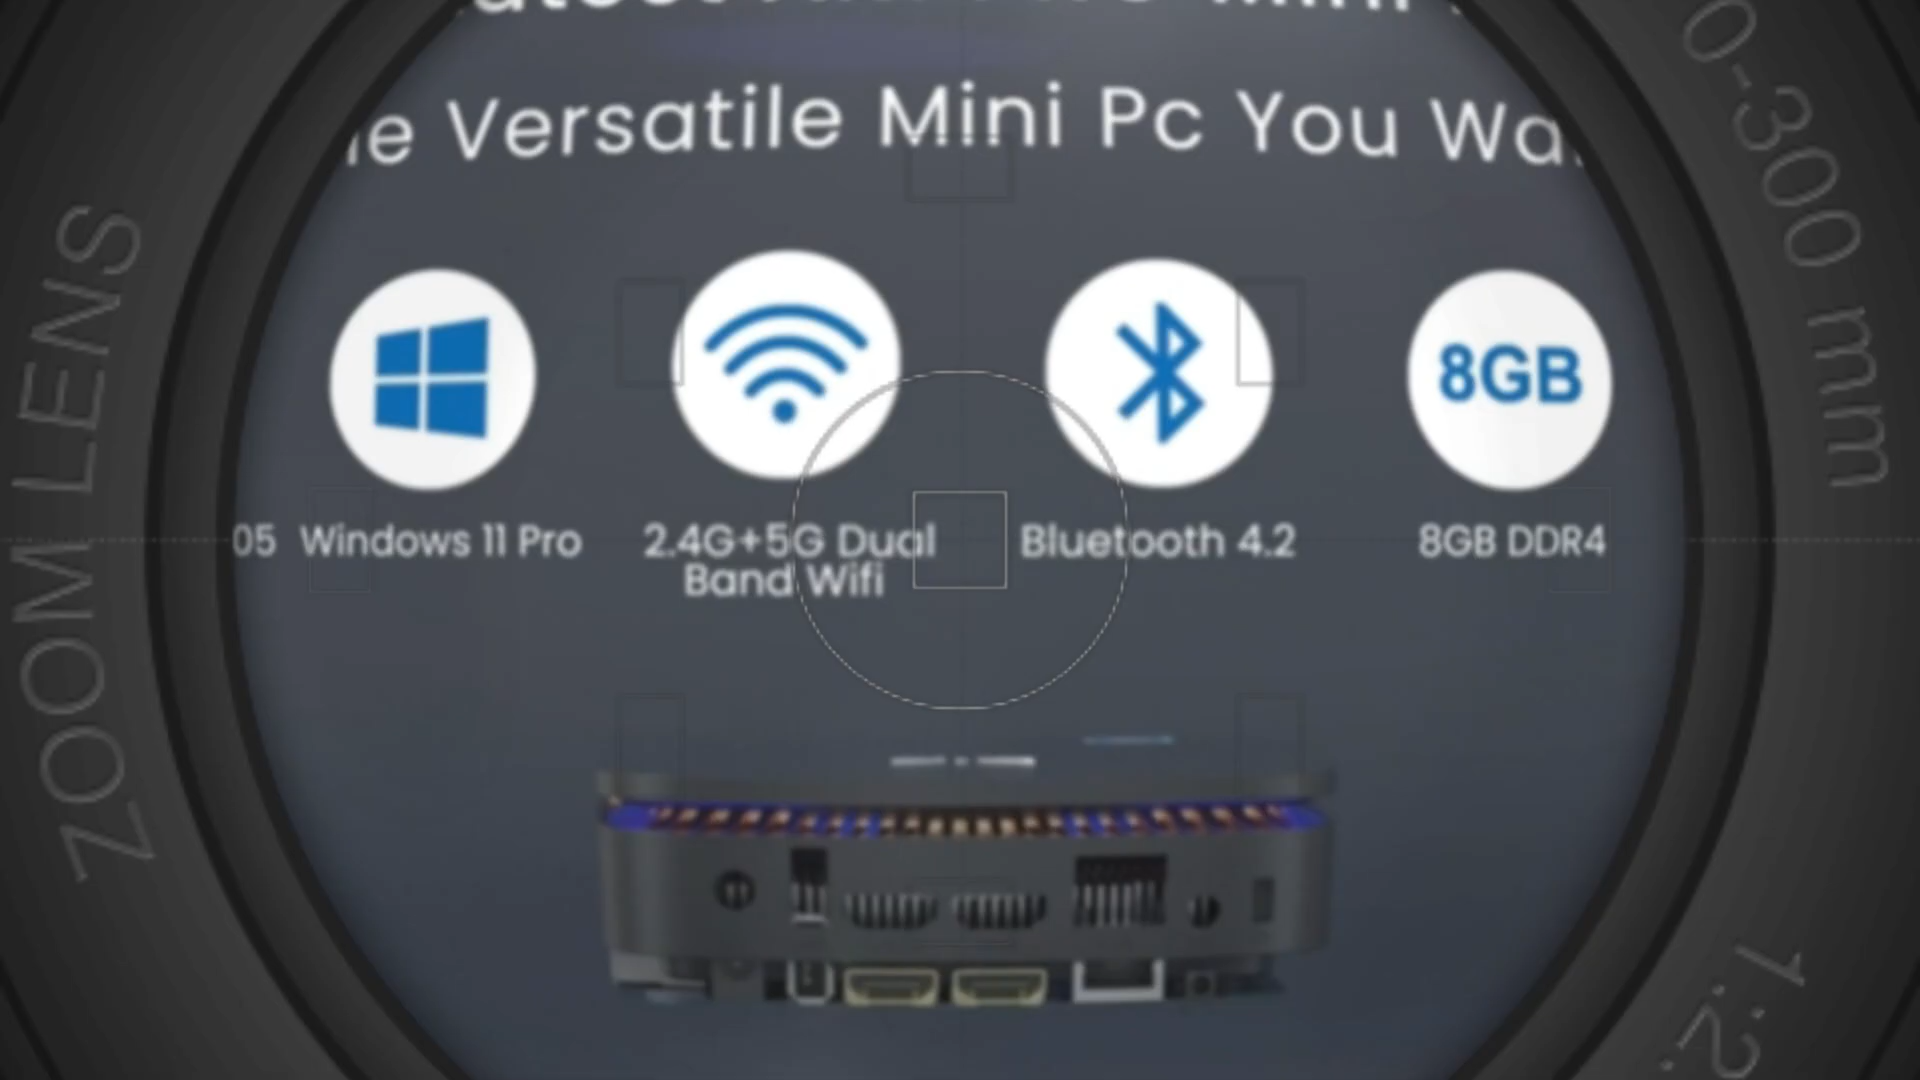 Versatile Mini Pc You
8GB
05 Windows 11 Pro
2.4G+5G Dual
Band Wifi
Bluetooth 4.2
8GB DDR4
ZOOM LENS
0-300 mm
1:2.